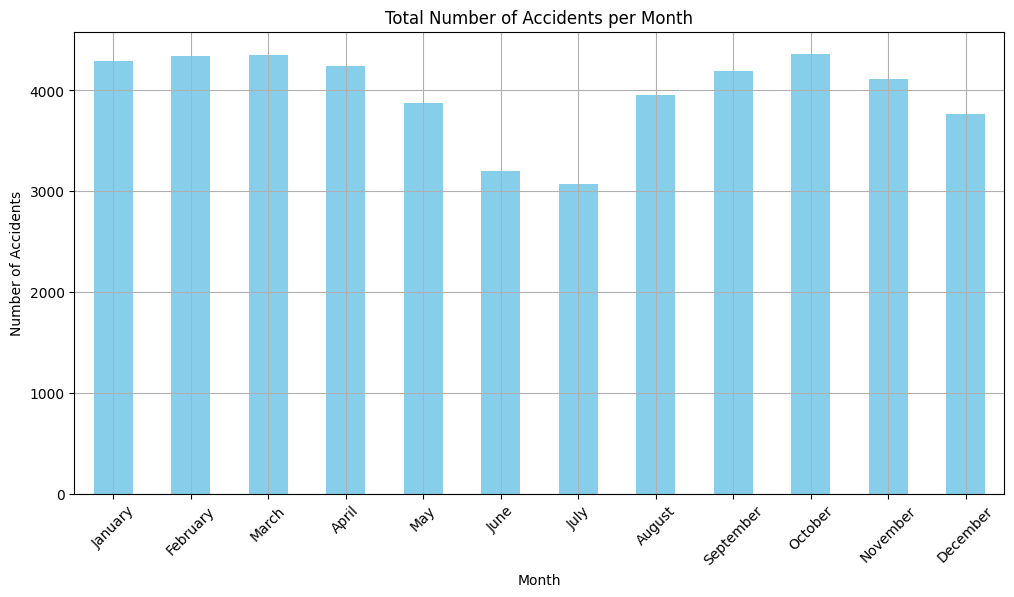 Total Number of Accidents per Month
Number of Accidents
4000
3000
2000
1000
0
January
February
March
April
May
June
July
August
September
October
November
December
Month